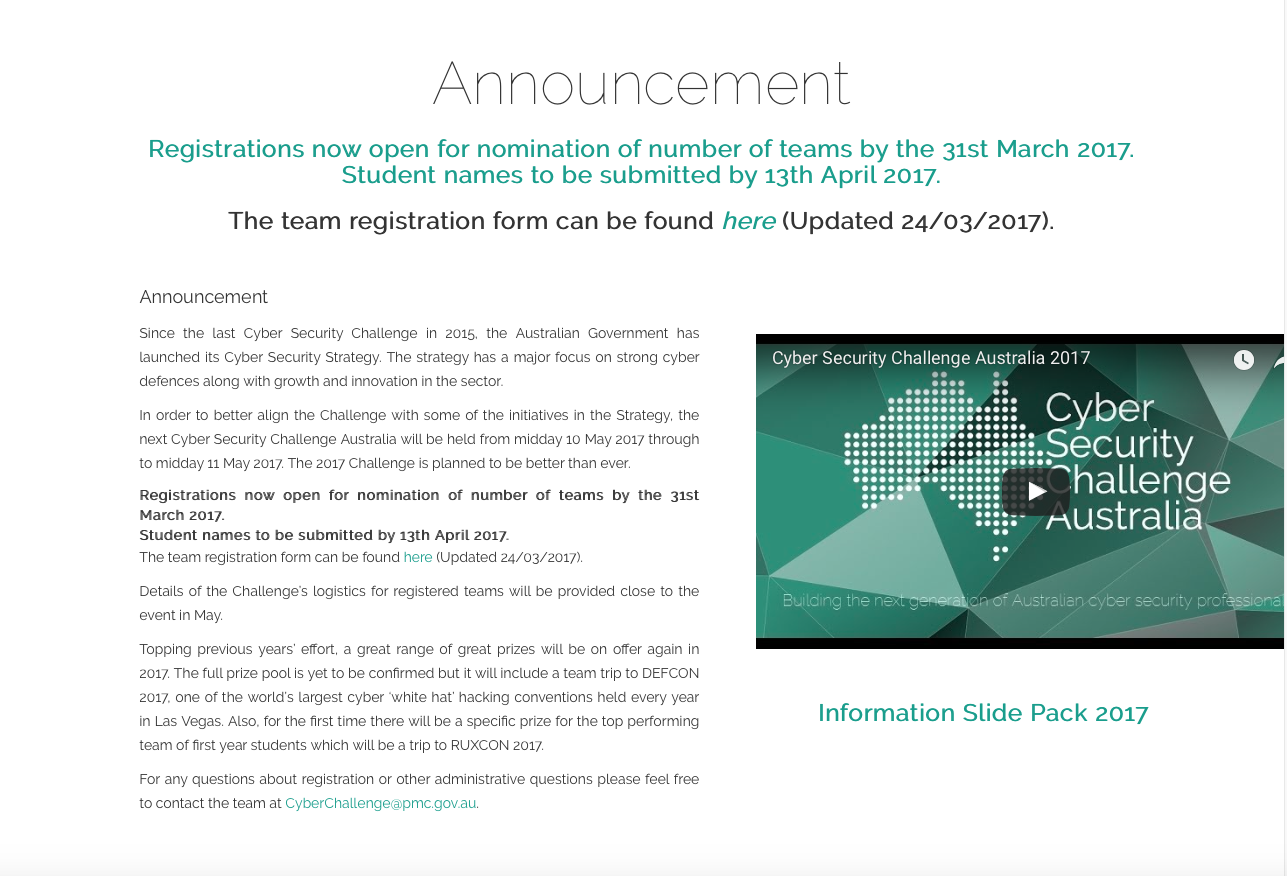 Announcement
Registrations now open for nomination of number of teams by the 31st March 2017.
Student names to be submitted by 13th April 2017.
The team registration form can be found here (Updated 24/03/2017).
Announcement
Since the last Cyber Security Challenge in 2015, the Australian Government has
launched its Cyber Security Strategy. The strategy has a major focus on strong cyber
defences along with growth and innovation in the sector.
In order to better align the Challenge with some of the initiatives in the Strategy, the
next Cyber Security Challenge Australia will be held from midday 10 May 2017 through
to midday 11 May 2017. The 2017 Challenge is planned to be better than ever.
Registrations now open for nomination of number of teams by the 31st
March 2017.
Student names to be submitted by 13th April 2017.
The team registration form can be found here (Updated 24/03/2017).
Details of the Challenge's logistics for registered teams will be provided close to the
event in May.
Topping previous years' effort, a great range of great prizes will be on offer again in
2017. The full prize pool is yet to be confirmed but it will include a team trip to DEFCON
2017, one of the world's largest cyber 'white hat' hacking conventions held every year
in Las Vegas. Also, for the first time there will be a specific prize for the top performing
team of first year students which will be a trip to RUXCON 2017.
For any questions about registration or other administrative questions please feel free
to contact the team at CyberChallenge@pmc.gov.au.
Cyber Security Challenge Australia 2017
Cyber
Security
Challenge
Australia
Building the next generation of Australian cyber security professional
Information Slide Pack 2017